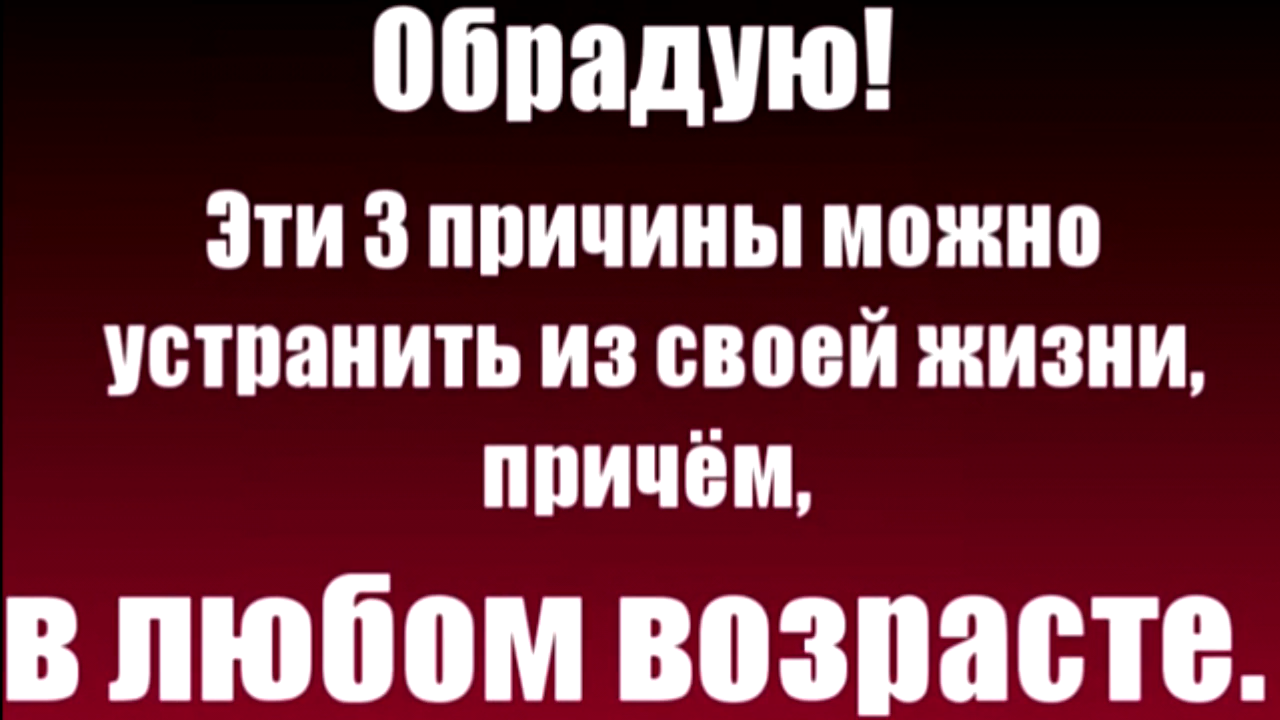 Обрадую!
Эти 3 причины можно
устранить из своей жизни,
причём,
в любом возрасте.